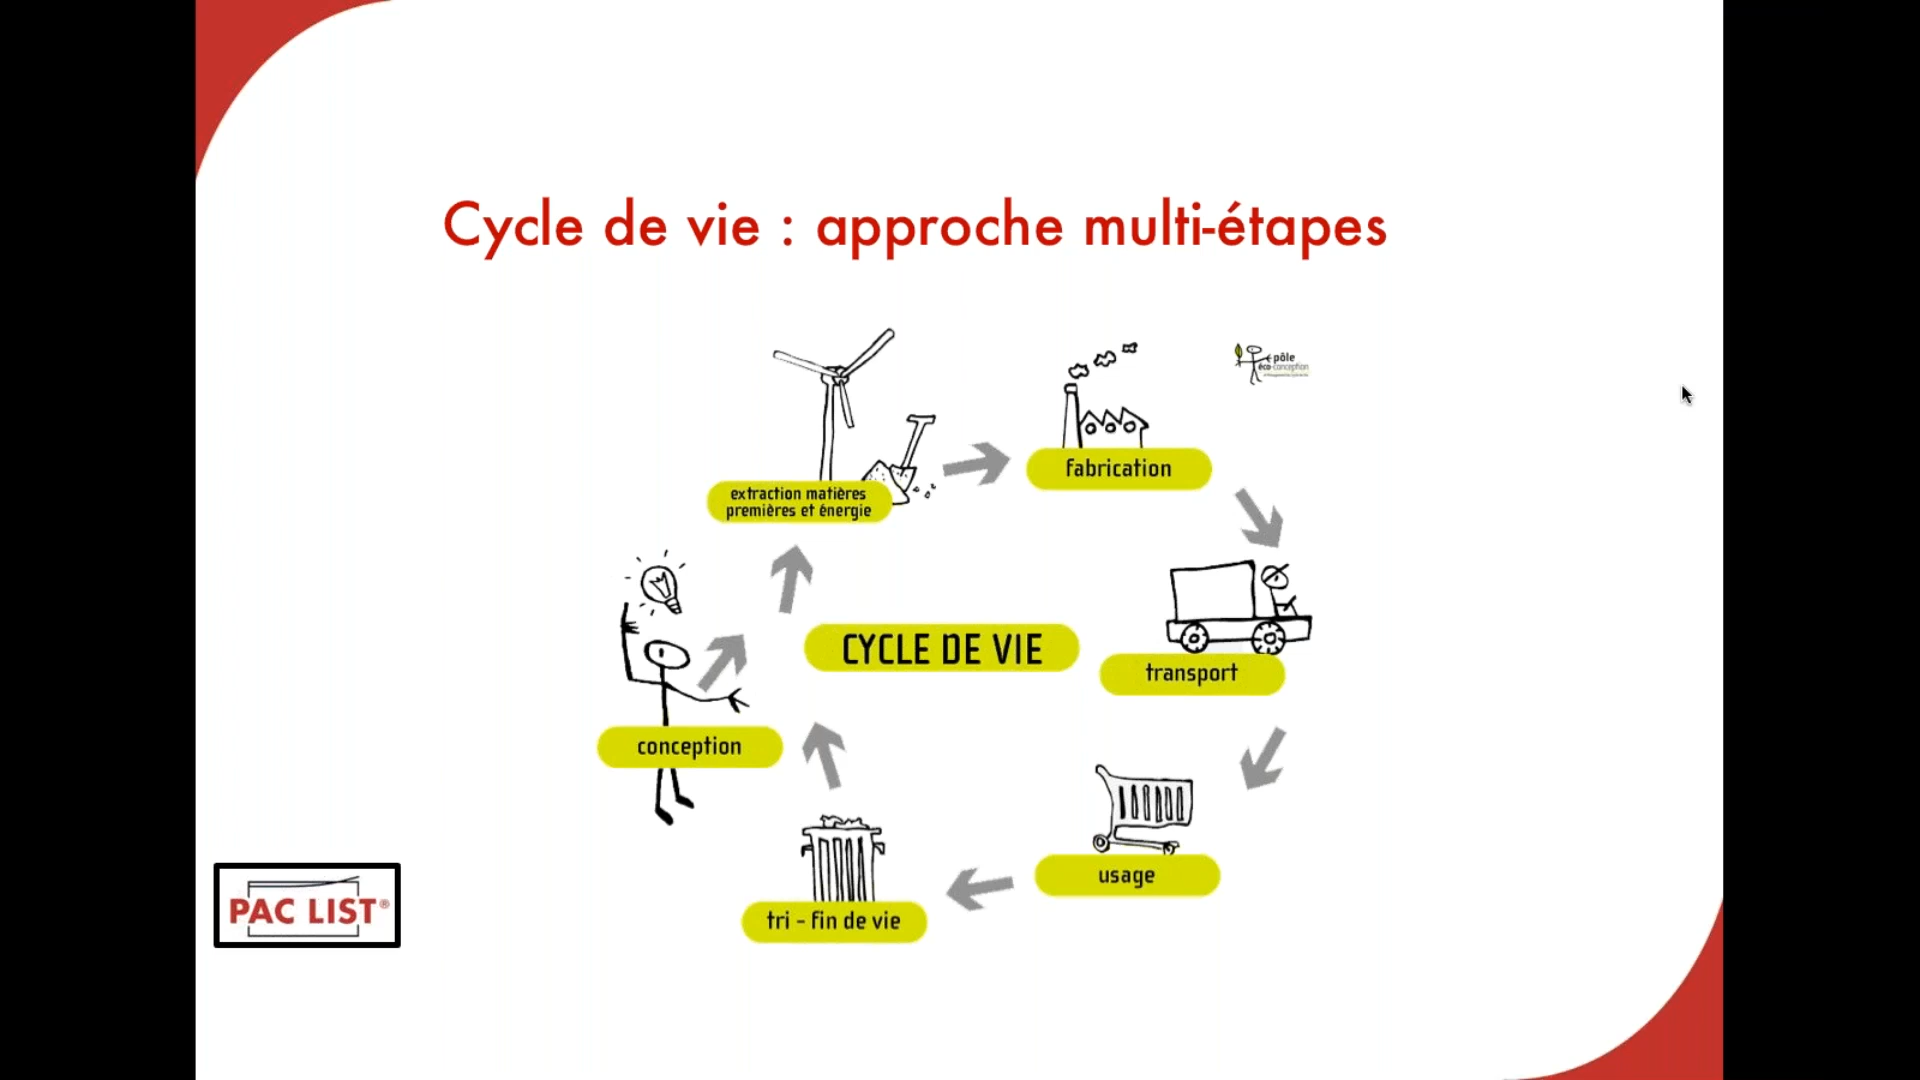 Cycle de vie : approche multi-étapes
pôle
éco-conception
fabrication
extraction matières
premières et énergie
CYCLE DE VIE
transport
conception
usage
tri - fin de vie
PAC LIST®